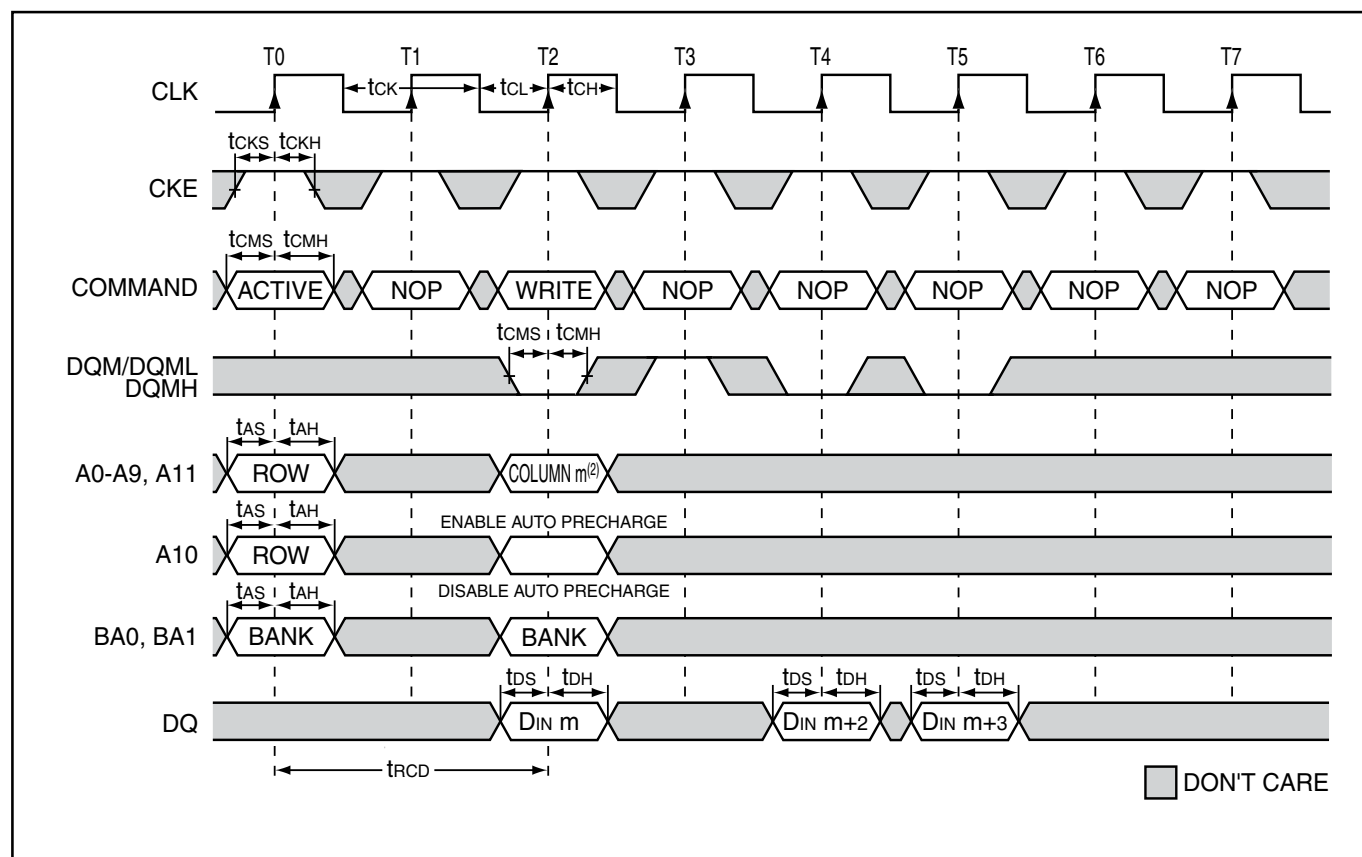 T0 T1 T2 T3 T4 T5 T6 T7
CLK tCK tCL tCH
tCKS tCKH
CKE
tCMS tCMH
COMMAND ACTIVE NOP WRITE NOP NOP NOP NOP NOP
tCMS tCMH
DQM/DQML
DQMH
tAS tAH
A0-A9, A11 ROW COLUMN m(2)
tAS tAH ENABLE AUTO PRECHARGE
A10 ROW
tAS tAH DISABLE AUTO PRECHARGE
BA0, BA1 BANK BANK
tDS tDH tDS tDH tDS tDH
DQ DIN m DIN m+2 DIN m+3
tRCD
DON'T CARE